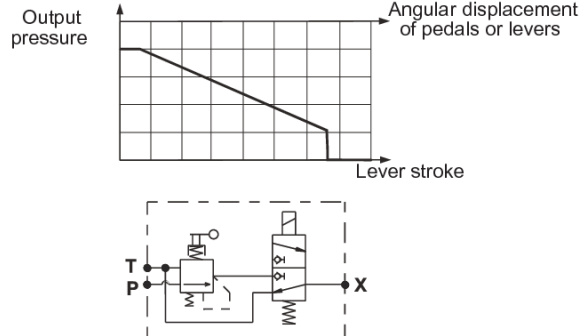 Output
pressure
Angular displacement
of pedals or levers
Lever stroke
T
P
X